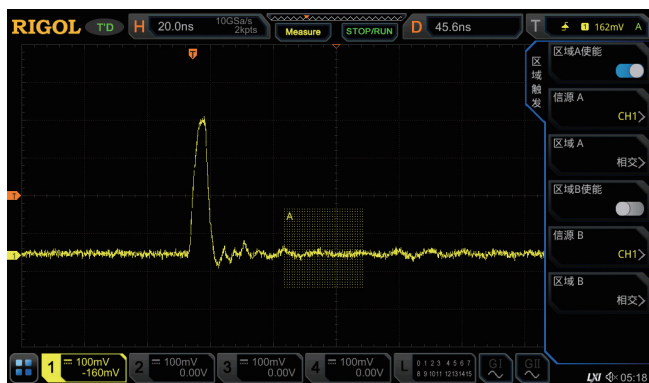 RIGOL T'D H 20.0ns 10GSa/s 2kpts Measure STOP/RUN D 45.6ns T 1 162mV A
T
区域触发
区域A使能
信源 A
CH1>
区域 A
相交>
区域B使能
信源 B
CH1>
区域 B
相交>
A
1
1
1 100mV -160mV
2 100mV 0.00V
3 100mV 0.00V
4 100mV 0.00V
L 0 1 2 3 4 5 6 7
8 9 10 11 12 13 14 15
GI GII
LXI 05:18